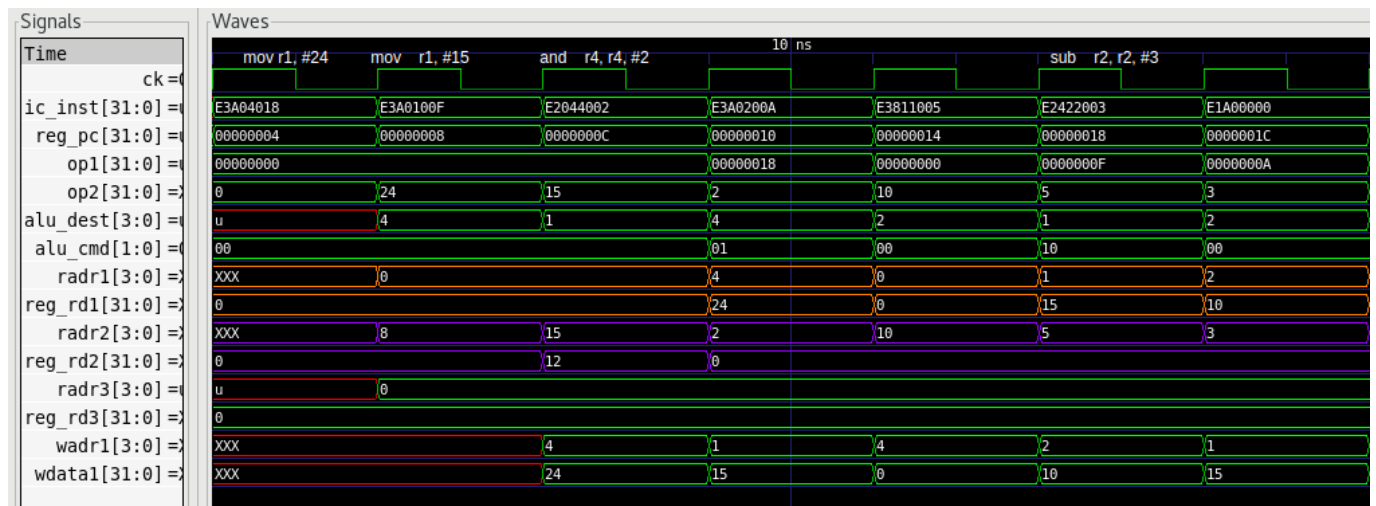 Signals
Waves
Time
10 ns
mov r1, #24 mov r1, #15 and r4, r4, #2 sub r2, r2, #3
ck =0
ic_inst[31:0] =u E3A04018 E3A0100F E2044002 E3A0200A E3811005 E2422003 E1A00000
reg_pc[31:0] =u 00000004 00000008 0000000C 00000010 00000014 00000018 0000001C
op1[31:0] =u 00000000 00000018 00000000 0000000F 0000000A
op2[31:0] =X 0 24 15 2 10 5 3
alu_dest[3:0] =u u 4 1 4 2 1 2
alu_cmd[1:0] =0 00 01 00 10 00
radr1[3:0] =X XXX 0 4 0 1 2
reg_rd1[31:0] =X 0 24 0 15 10
radr2[3:0] =X XXX 8 15 2 10 5 3
reg_rd2[31:0] =X 0 12 0
radr3[3:0] =u u 0
reg_rd3[31:0] =X 0
wadr1[3:0] =X XXX 4 1 4 2 1
wdata1[31:0] =X XXX 24 15 0 10 15